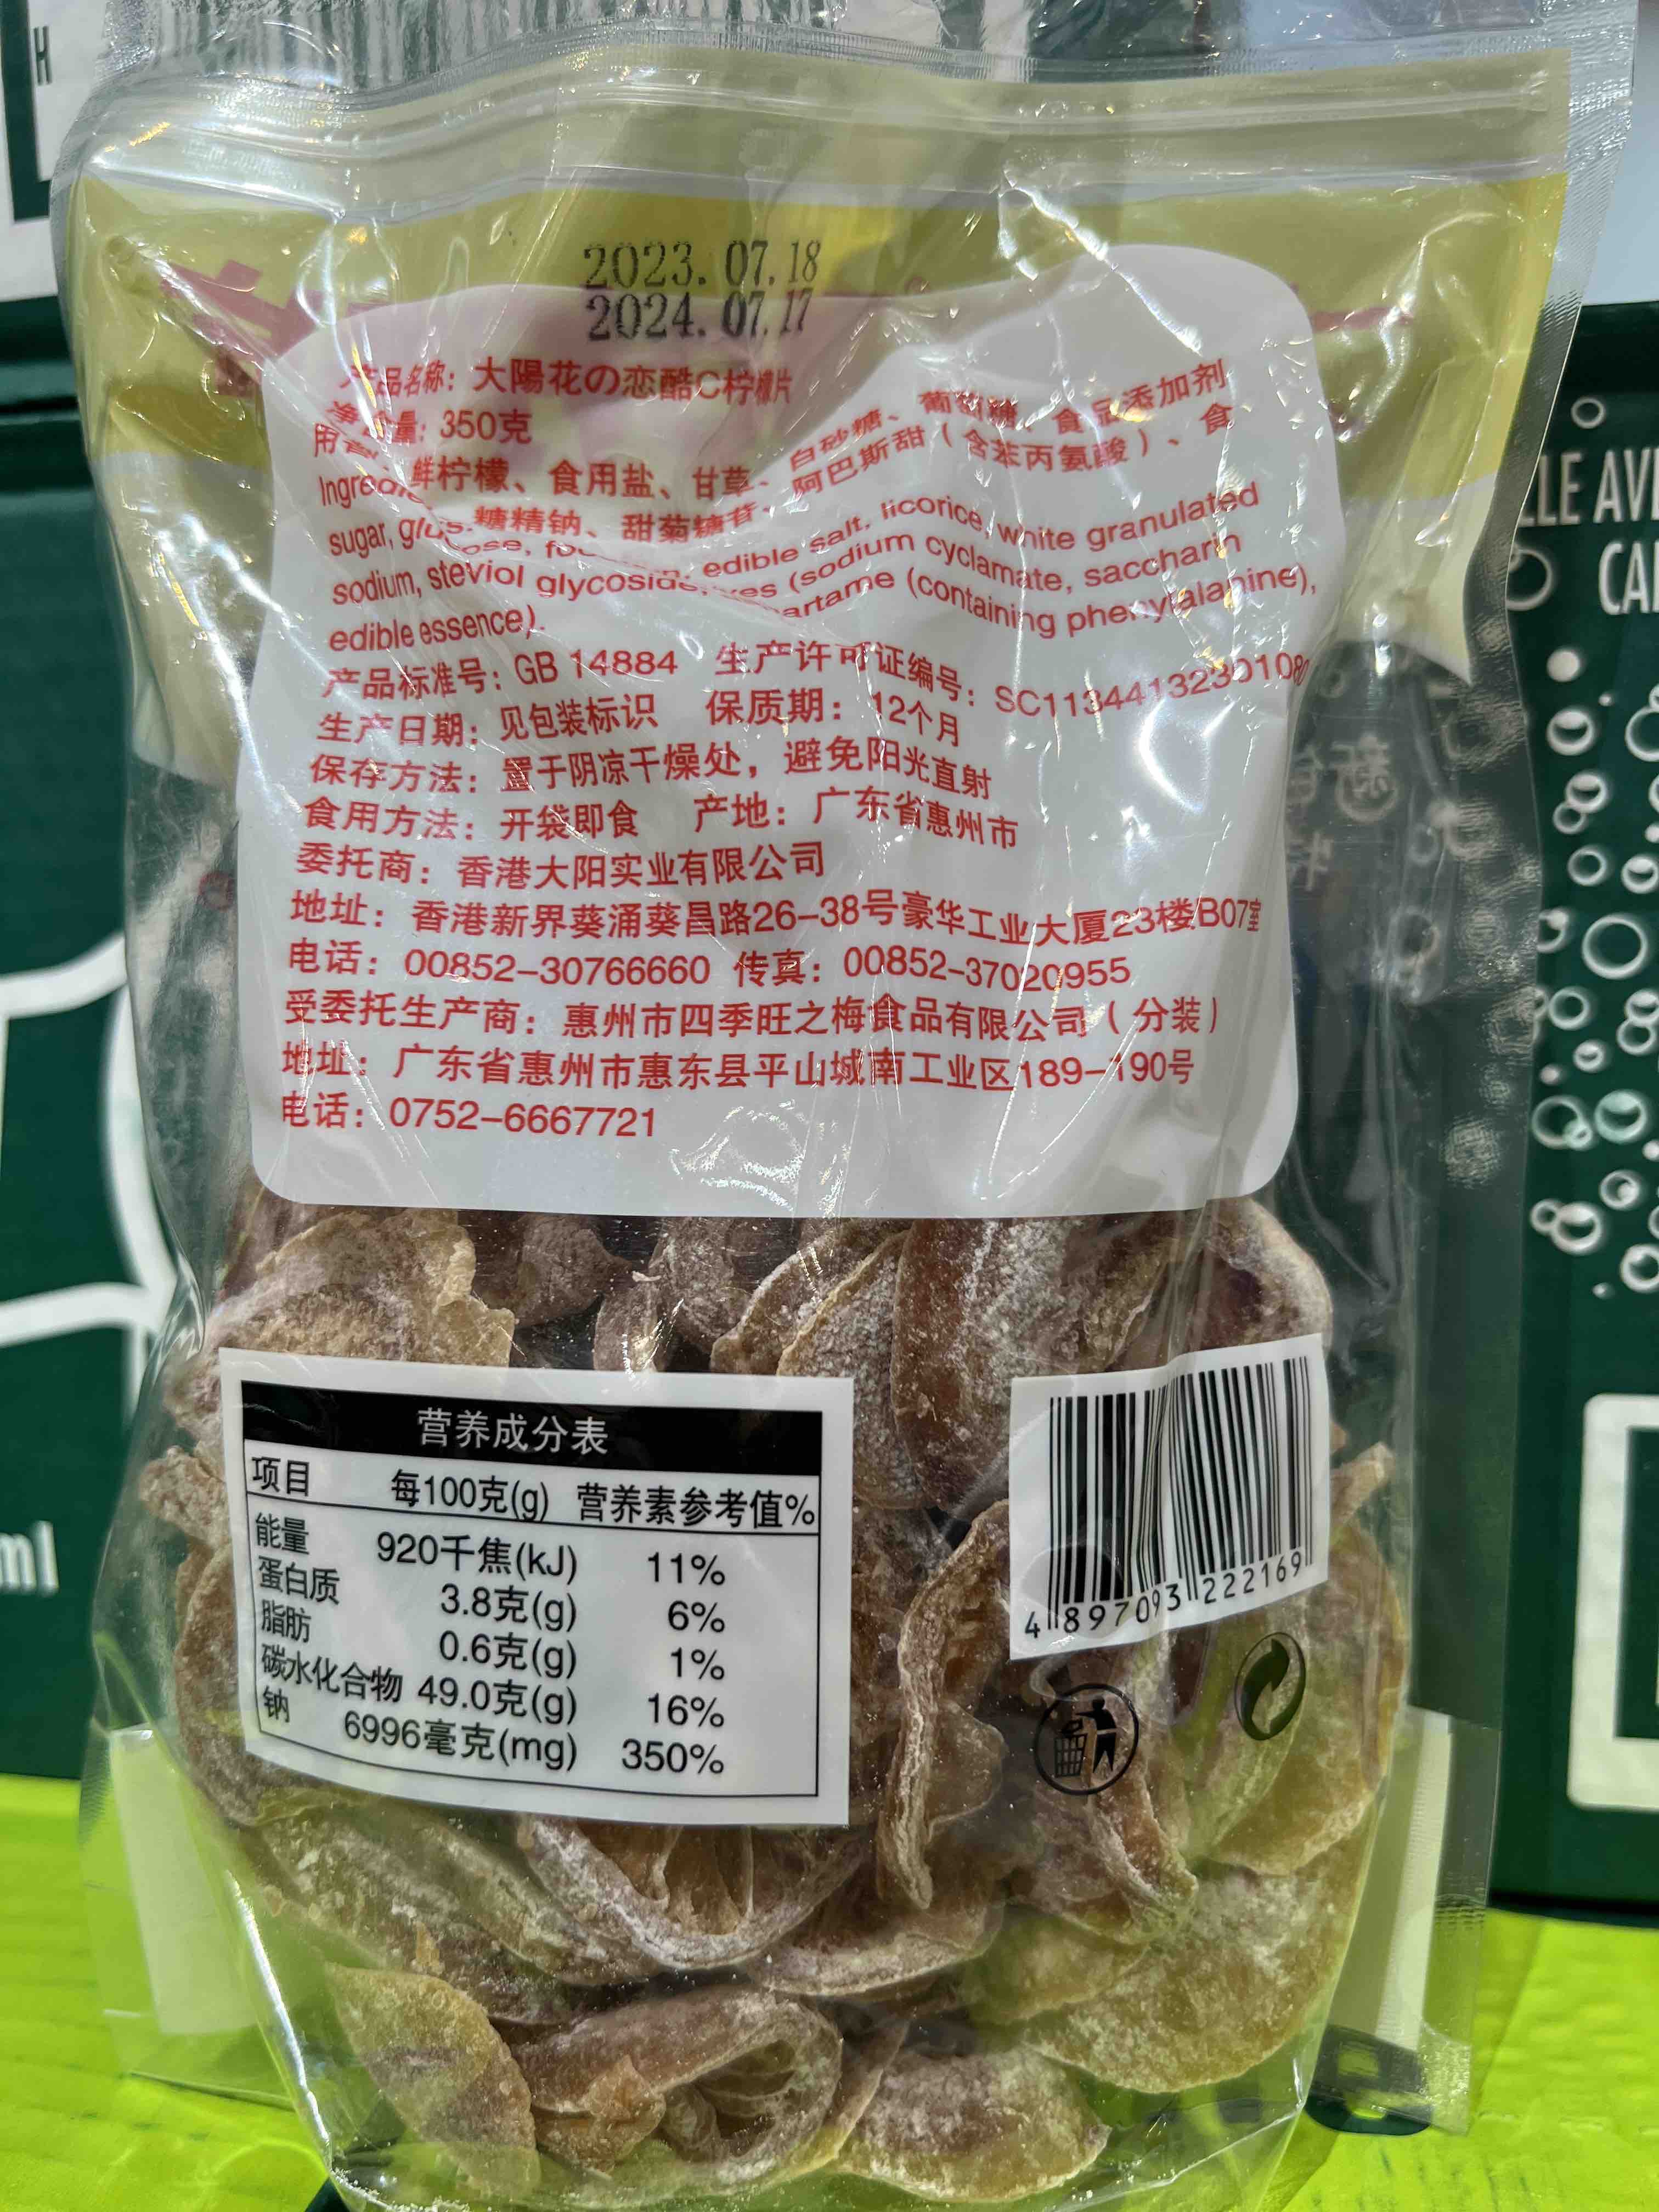 2023.07.18
2024.07.17
产品名称：大陽花の恋酷C柠檬片
净含量：350克
鲜柠檬、食用盐、甘草、白砂糖、葡萄糖、食品添加剂
糖精钠、甜菊糖苷、阿巴斯甜（含苯丙氨酸）、食
用香
edible salt, licorice, white granulated
sugar, (sodium cyclamate, saccharin
sodium, steviol glycoside, (containing phenylalanine),
edible essence).
产品标准号：GB 14884 生产许可证编号：SC11344132301080
生产日期：见包装标识 保质期：12个月
保存方法：置于阴凉干燥处，避免阳光直射
食用方法：开袋即食 产地：广东省惠州市
委托商：香港大阳实业有限公司
地址：香港新界葵涌葵昌路26-38号豪华工业大厦23楼B07室
电话：00852-30766660 传真：00852-37020955
受委托生产商：惠州市四季旺之梅食品有限公司（分装）
地址：广东省惠州市惠东县平山城南工业区189-190号
电话：0752-6667721
营养成分表
项目 每100克(g) 营养素参考值%
能量 920千焦(kJ) 11%
蛋白质 3.8克(g) 6%
脂肪 0.6克(g) 1%
碳水化合物 49.0克(g) 16%
钠 6996毫克(mg) 350%
4 897093 222169
ml